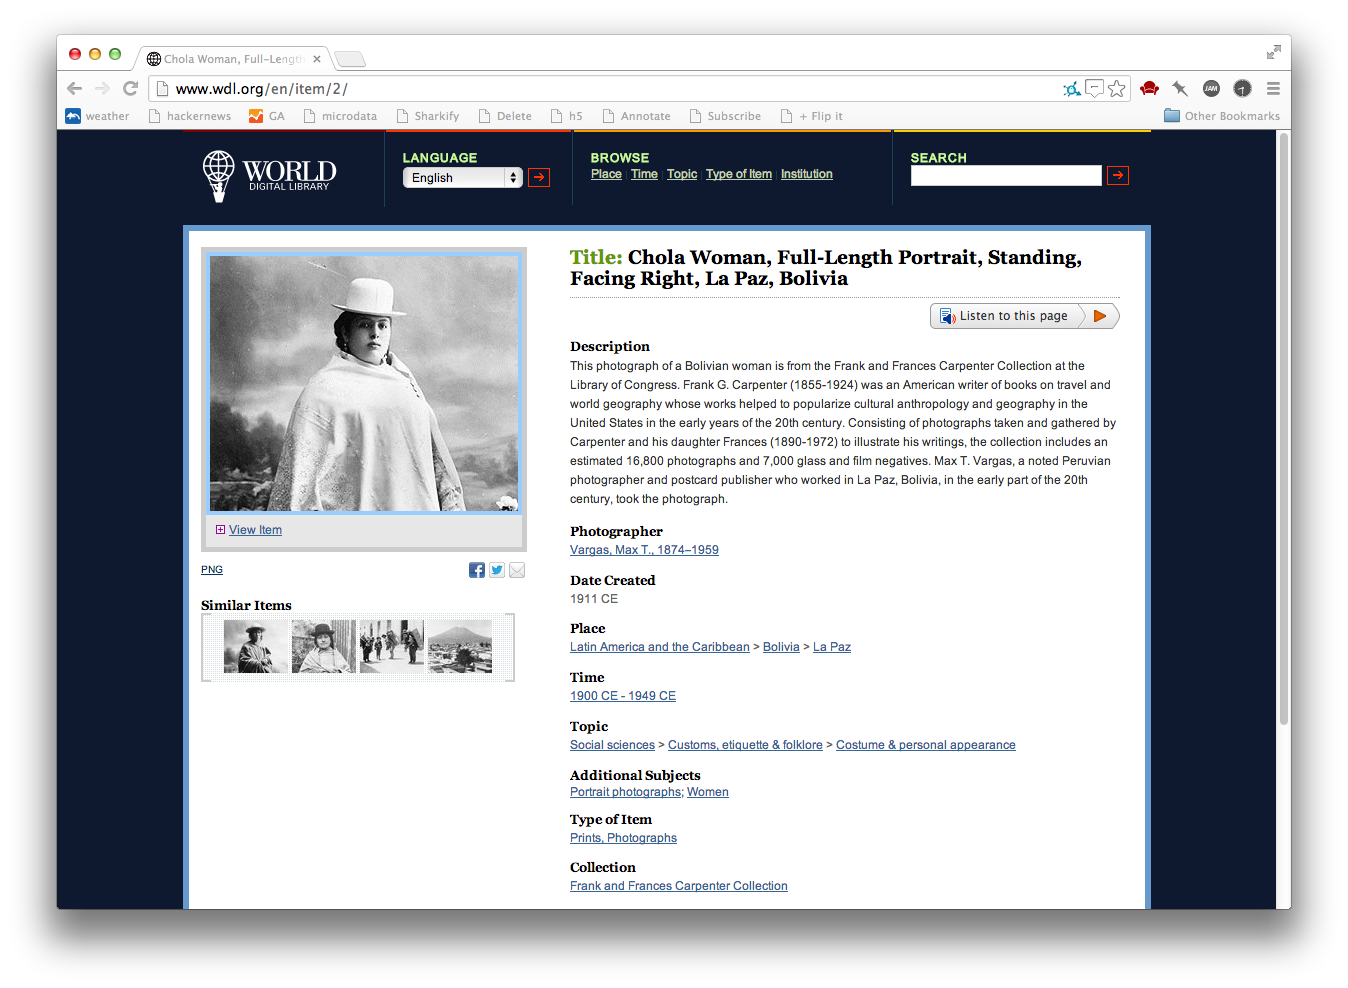 Chola Woman, Full-Length
www.wdl.org/en/item/2/
weather hackernews GA microdata Sharkify Delete h5 Annotate Subscribe + Flip it Other Bookmarks
JAM
WORLD
DIGITAL LIBRARY
LANGUAGE
English
BROWSE
Place Time Topic Type of Item Institution
SEARCH
View Item
PNG
Similar Items
Title: Chola Woman, Full-Length Portrait, Standing,
Facing Right, La Paz, Bolivia
Listen to this page
Description
This photograph of a Bolivian woman is from the Frank and Frances Carpenter Collection at the
Library of Congress. Frank G. Carpenter (1855-1924) was an American writer of books on travel and
world geography whose works helped to popularize cultural anthropology and geography in the
United States in the early years of the 20th century. Consisting of photographs taken and gathered by
Carpenter and his daughter Frances (1890-1972) to illustrate his writings, the collection includes an
estimated 16,800 photographs and 7,000 glass and film negatives. Max T. Vargas, a noted Peruvian
photographer and postcard publisher who worked in La Paz, Bolivia, in the early part of the 20th
century, took the photograph.
Photographer
Vargas, Max T., 1874–1959
Date Created
1911 CE
Place
Latin America and the Caribbean > Bolivia > La Paz
Time
1900 CE - 1949 CE
Topic
Social sciences > Customs, etiquette & folklore > Costume & personal appearance
Additional Subjects
Portrait photographs; Women
Type of Item
Prints, Photographs
Collection
Frank and Frances Carpenter Collection